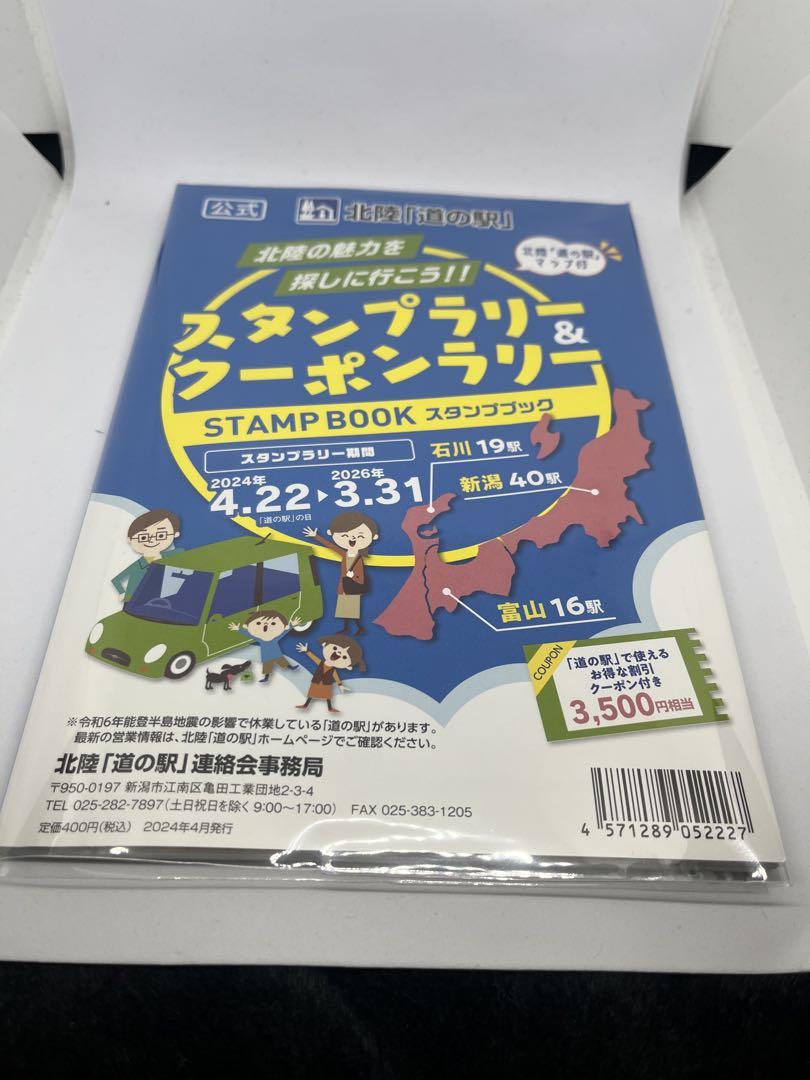 公式
北陸「道の駅」
北陸の魅力を
探しに行こう!!
北陸「道の駅」
マップ付
スタンプラリー
&
クーポンラリー
STAMP BOOK スタンプブック
スタンプラリー期間
2024年
4.22
「道の駅」の日
▶
2026年
3.31
石川 19駅
新潟 40駅
富山 16駅
COUPON
「道の駅」で使える
お得な割引
クーポン付き
3,500円相当
※令和6年能登半島地震の影響で休業している「道の駅」があります。
最新の営業情報は、北陸「道の駅」ホームページでご確認ください。
北陸「道の駅」連絡会事務局
〒950-0197 新潟市江南区亀田工業団地2-3-4
TEL 025-282-7897(土日祝日を除く 9:00〜17:00) FAX 025-383-1205
定価400円(税込) 2024年4月発行
4 571289 052227